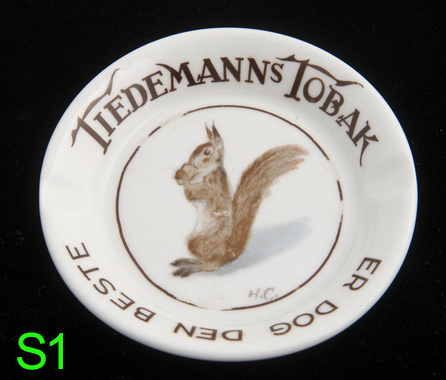 TIEDEMANNS TOBAK
H.C.
ER DOG DEN BESTE
S1